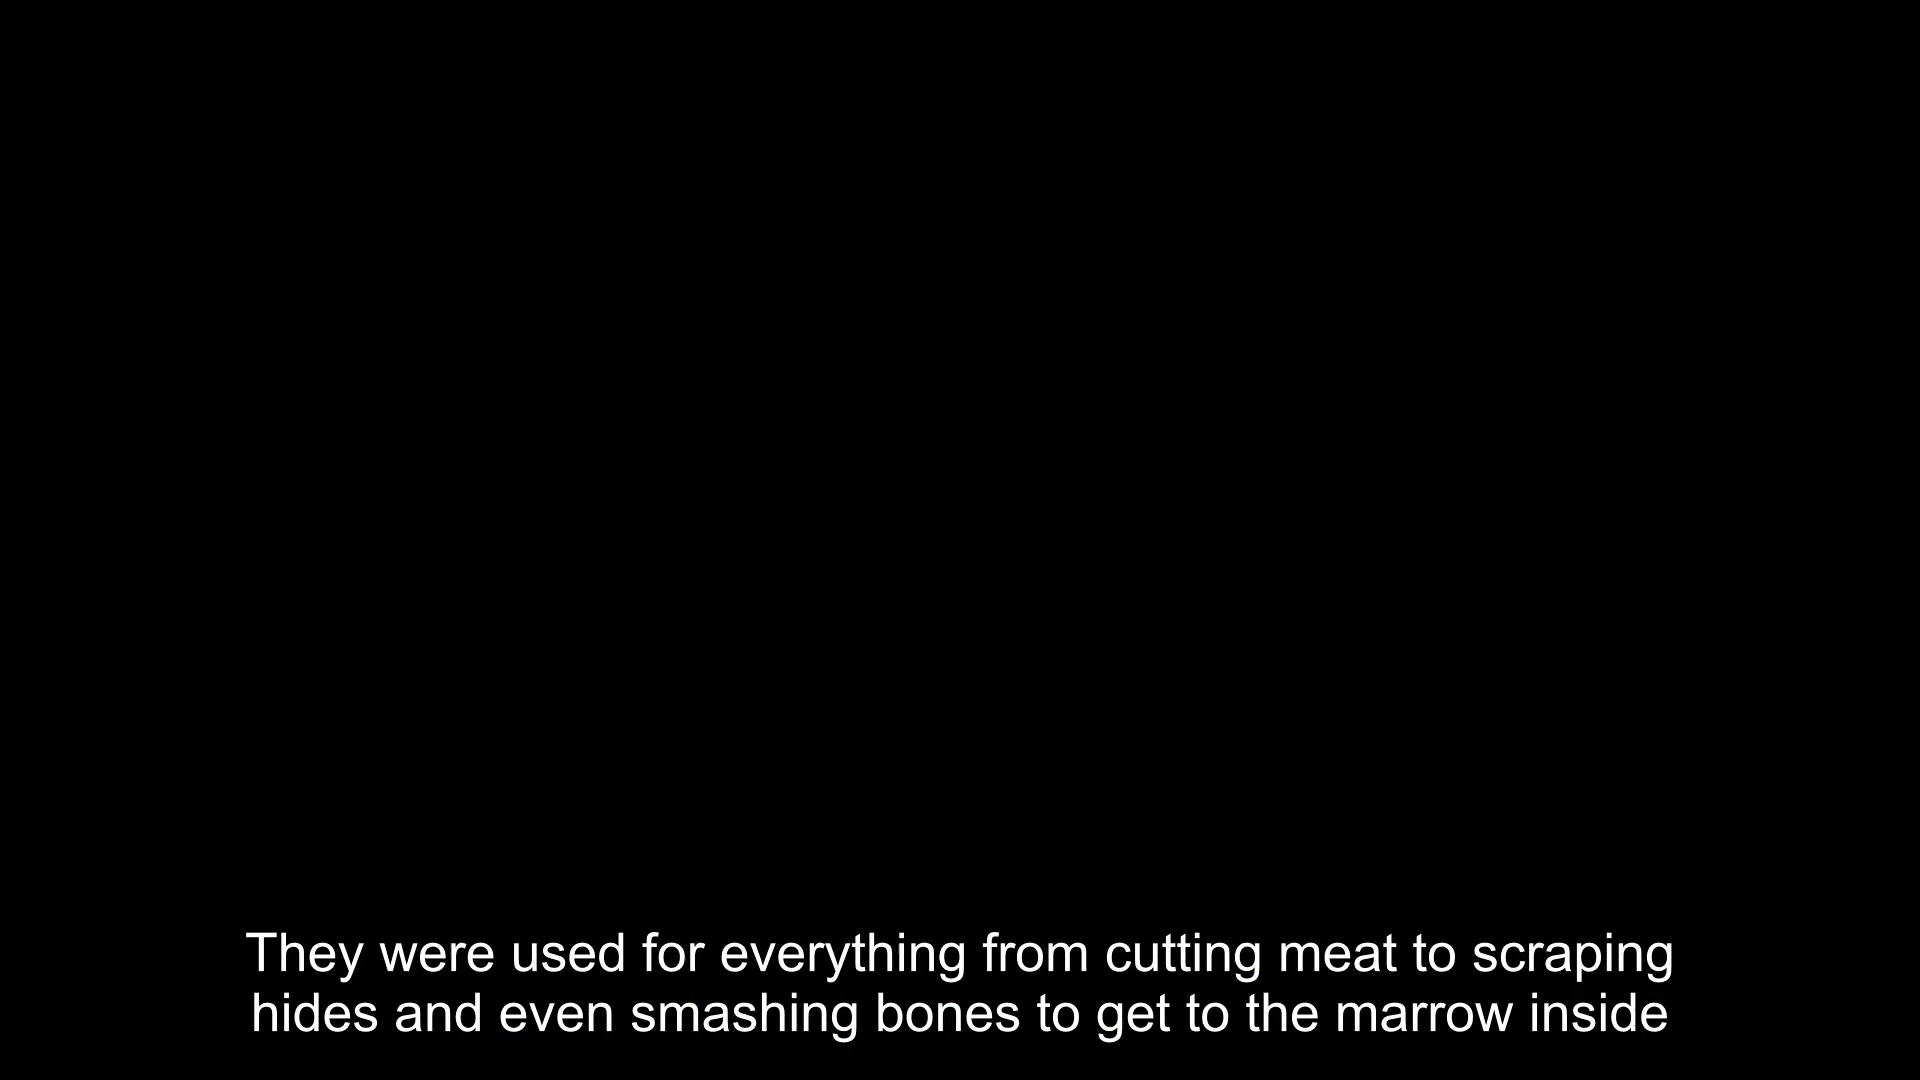 They were used for everything from cutting meat to scraping
hides and even smashing bones to get to the marrow inside